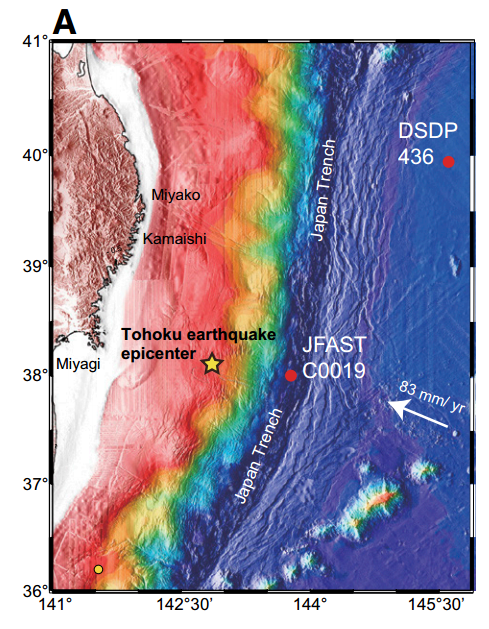 A
41°
DSDP
436
40°
Japan Trench
Miyako
Kamaishi
39°
Tohoku earthquake
epicenter
JFAST
C0019
Miyagi
38°
83 mm/ yr
Japan Trench
37°
36°
141°
142°30'
144°
145°30'